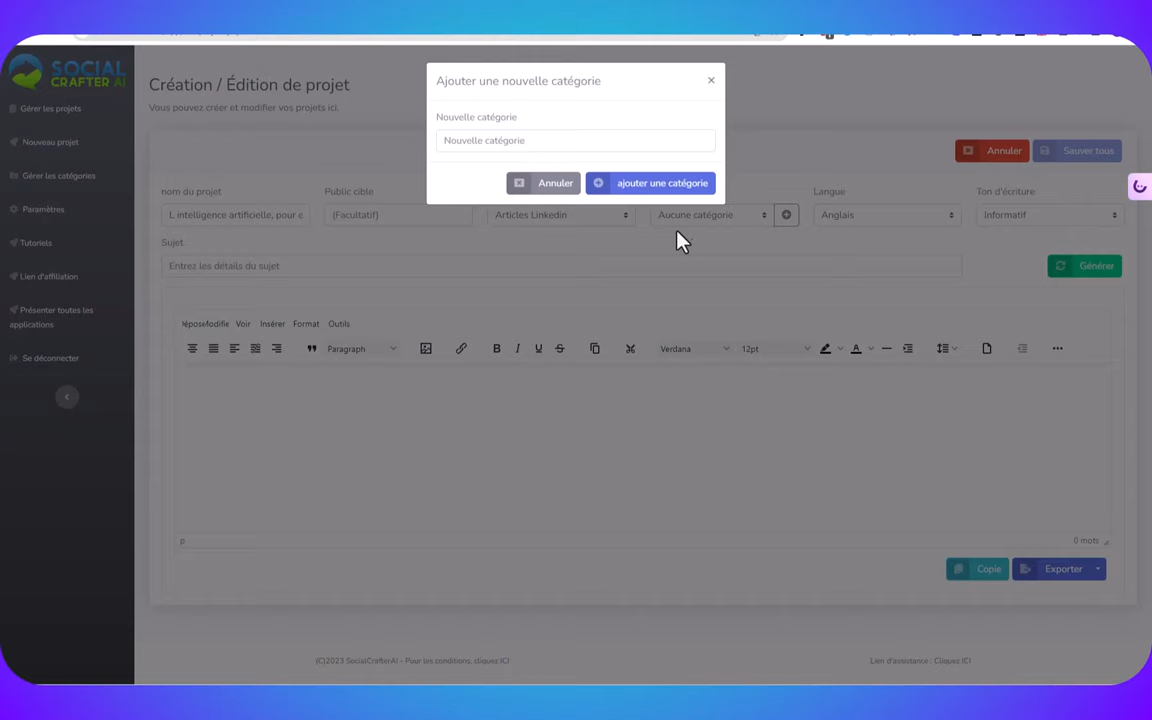 SOCIAL
CRAFTER AI
Gérer les projets
Nouveau projet
Gérer les catégories
Paramètres
Tutoriels
Lien d'affiliation
Présenter toutes les
applications
Se déconnecter
Création / Édition de projet
Vous pouvez créer et modifier vos projets ici.
Ajouter une nouvelle catégorie
×
Nouvelle catégorie
Nouvelle catégorie
Annuler
ajouter une catégorie
Annuler
Sauver tous
nom du projet
Public cible
Langue
Ton d'écriture
L intelligence artificielle, pour e
(Facultatif)
Articles Linkedin
Aucune catégorie
Anglais
Informatif
Sujet
Entrez les détails du sujet
Générer
Voir
Insérer
Format
Outils
Paragraph
B
I
U
S
Verdana
12pt
A
p
0 mots
Copie
Exporter
(C)2023 SocialCrafterAI - Pour les conditions, cliquez ICI
Lien d'assistance : Cliquez ICI